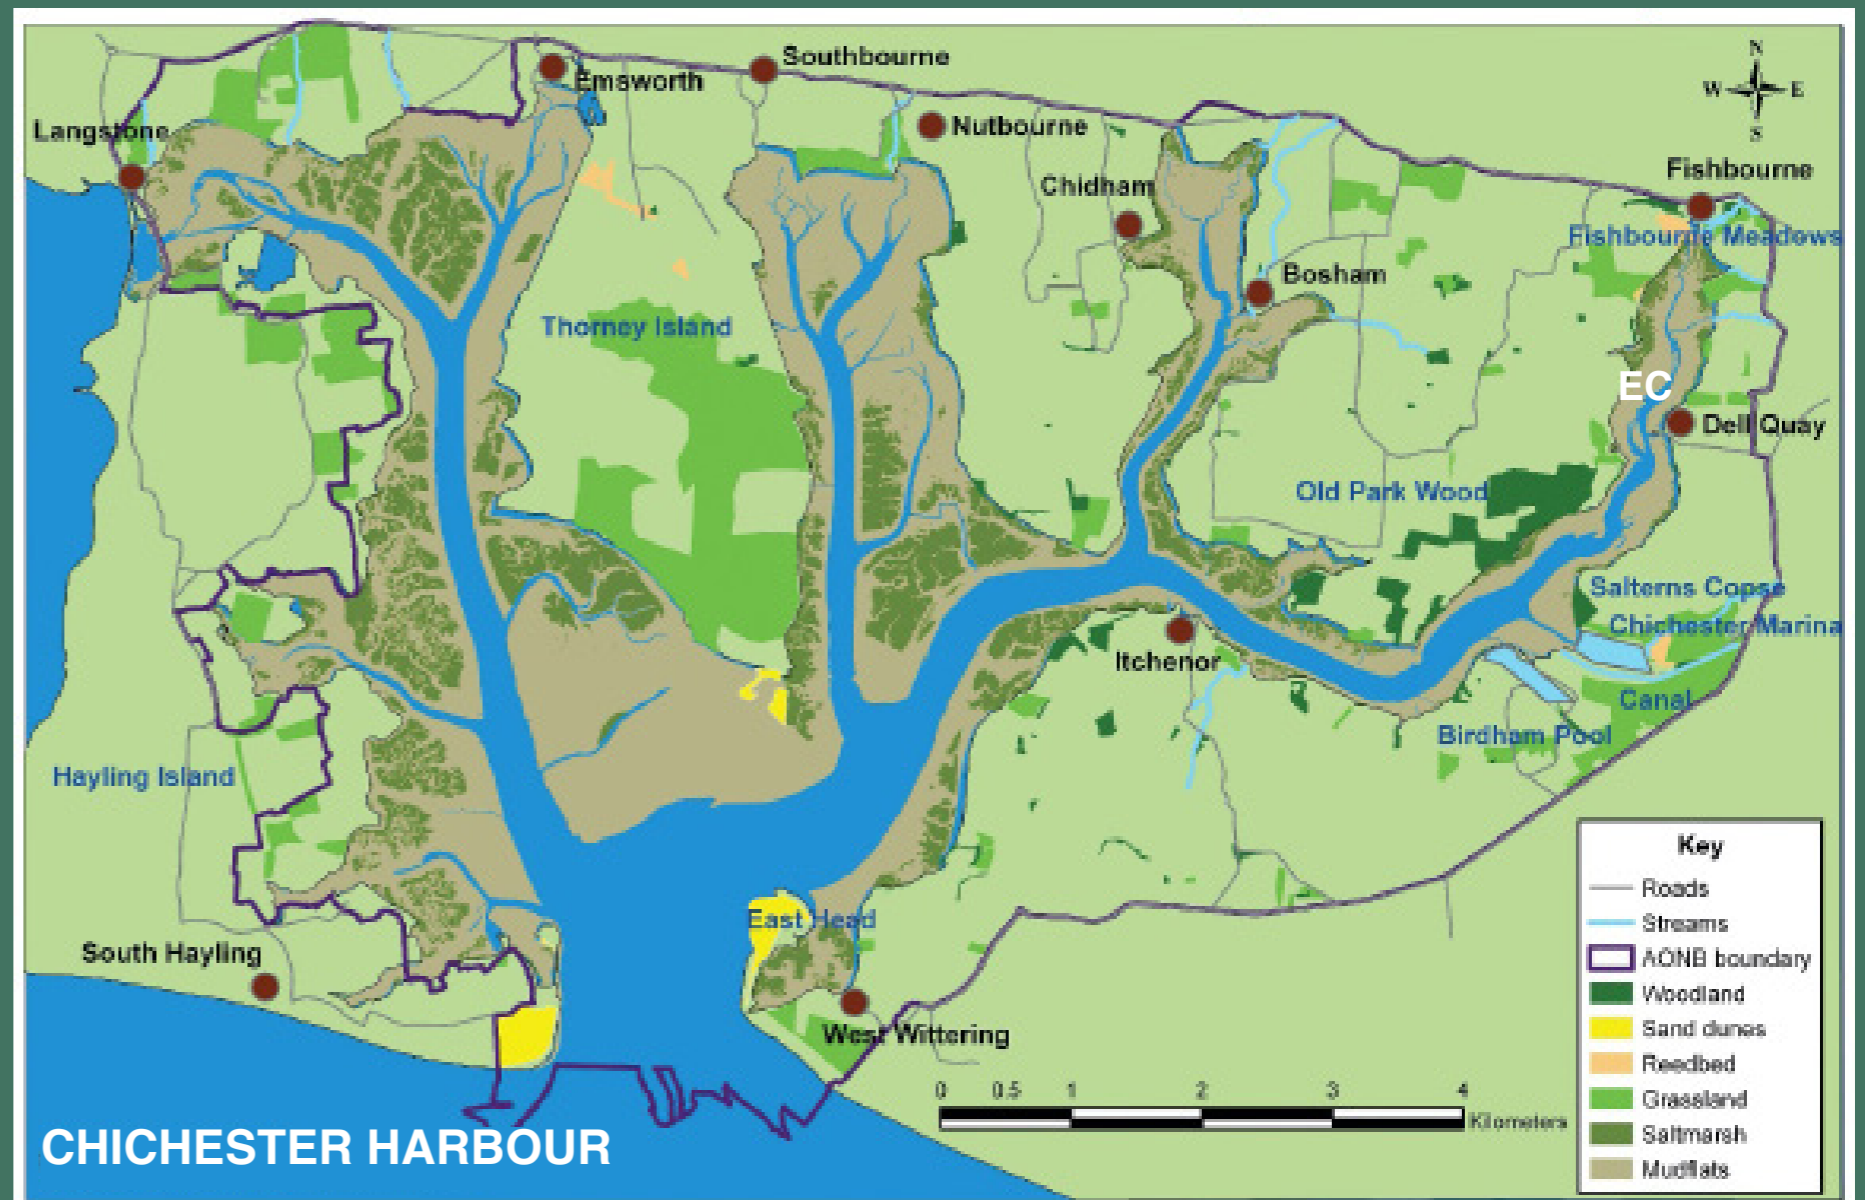 Southbourne
Emsworth
N
W E
S
Langstone
Nutbourne
Fishbourne
Chidham
Fishbourne Meadows
Bosham
Thorney Island
EC
Dell Quay
Old Park Wood
Salterns Copse
Chichester Marina
Itchenor
Canal
Birdham Pool
Hayling Island
East Head
South Hayling
West Wittering
Key
Roads
Streams
AONB boundary
Woodland
Sand dunes
Reedbed
Grassland
Saltmarsh
Mudflats
0 0.5 1 2 3 4
Kilometers
CHICHESTER HARBOUR